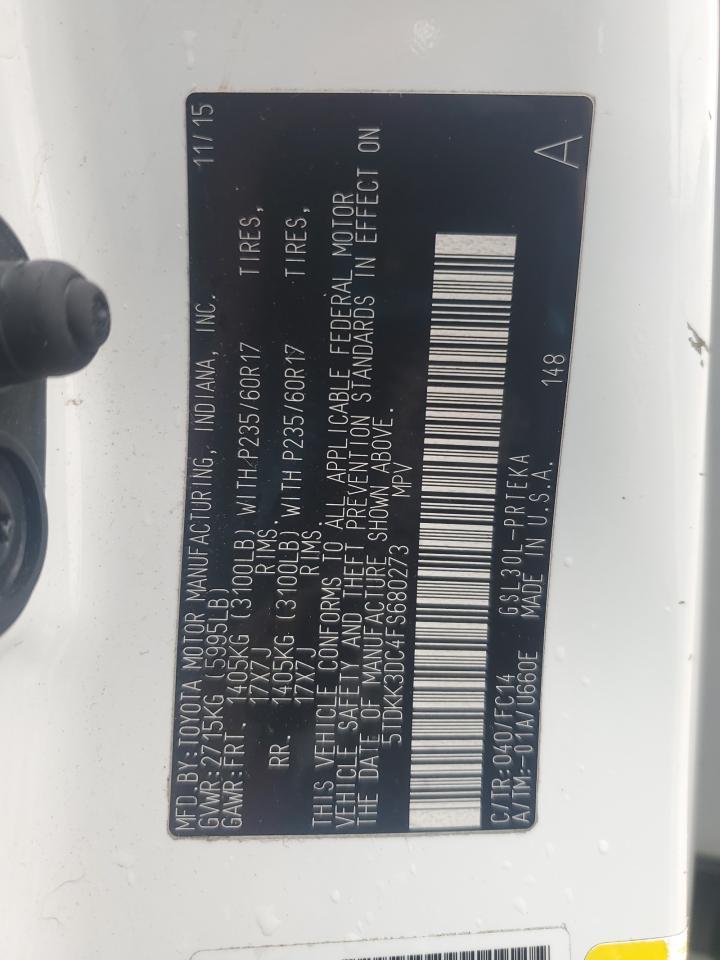 MFD.BY:TOYOTA MOTOR MANUFACTURING, INDIANA, INC. 11/15
GVWR:2715KG (5995LB)
GAWR:FRT. 1405KG (3100LB) WITH P235/60R17 TIRES,
17X7J RIMS.
RR. 1405KG (3100LB) WITH P235/60R17 TIRES,
17X7J RIMS.
THIS VEHICLE CONFORMS TO ALL APPLICABLE FEDERAL MOTOR
VEHICLE SAFETY AND THEFT PREVENTION STANDARDS IN EFFECT ON
THE DATE OF MANUFACTURE SHOWN ABOVE.
5TDKK3DC4FS680273 MPV
C/TR:040/FC14 GSL30L-PRTEKA 148 A
A/TM:-01A/U660E MADE IN U.S.A.